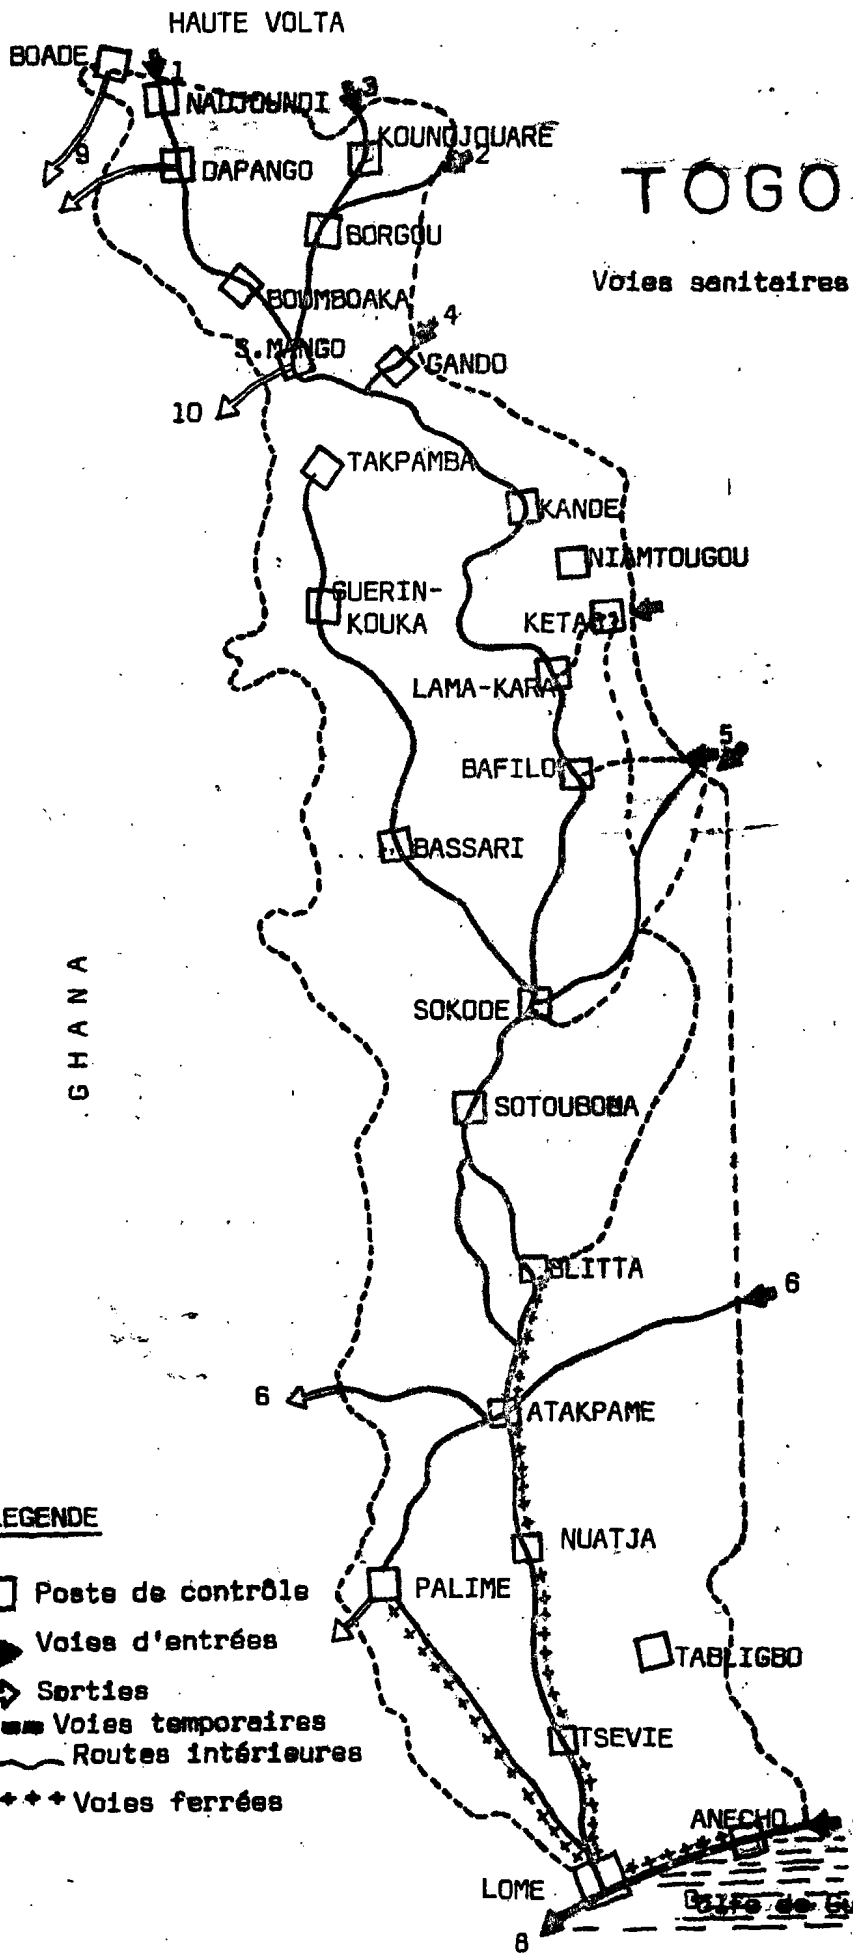 HAUTE VOLTA
BOADE
1
3
NADJOUNDI
KOUNDJOUARE
2
9
DAPANGO
TOGO
BORGOU
Voies sanitaires
BOUMBOAKA
4
S.MANGO
GANDO
10
TAKPAMBA
KANDE
NIAMTOUGOU
GUERIN-
KOUKA
KETAO
LAMA-KARA
5
BAFILO
BASSARI
GHANA
SOKODE
SOTOUBOUA
BLITTA
6
6
ATAKPAME
LEGENDE
NUATJA
Poste de contrôle
PALIME
Voies d'entrées
TABLIGBO
Sorties
Voies temporaires
TSEVIE
Routes intérieures
Voies ferrées
ANECHO
LOME
Golfe de Gu
8